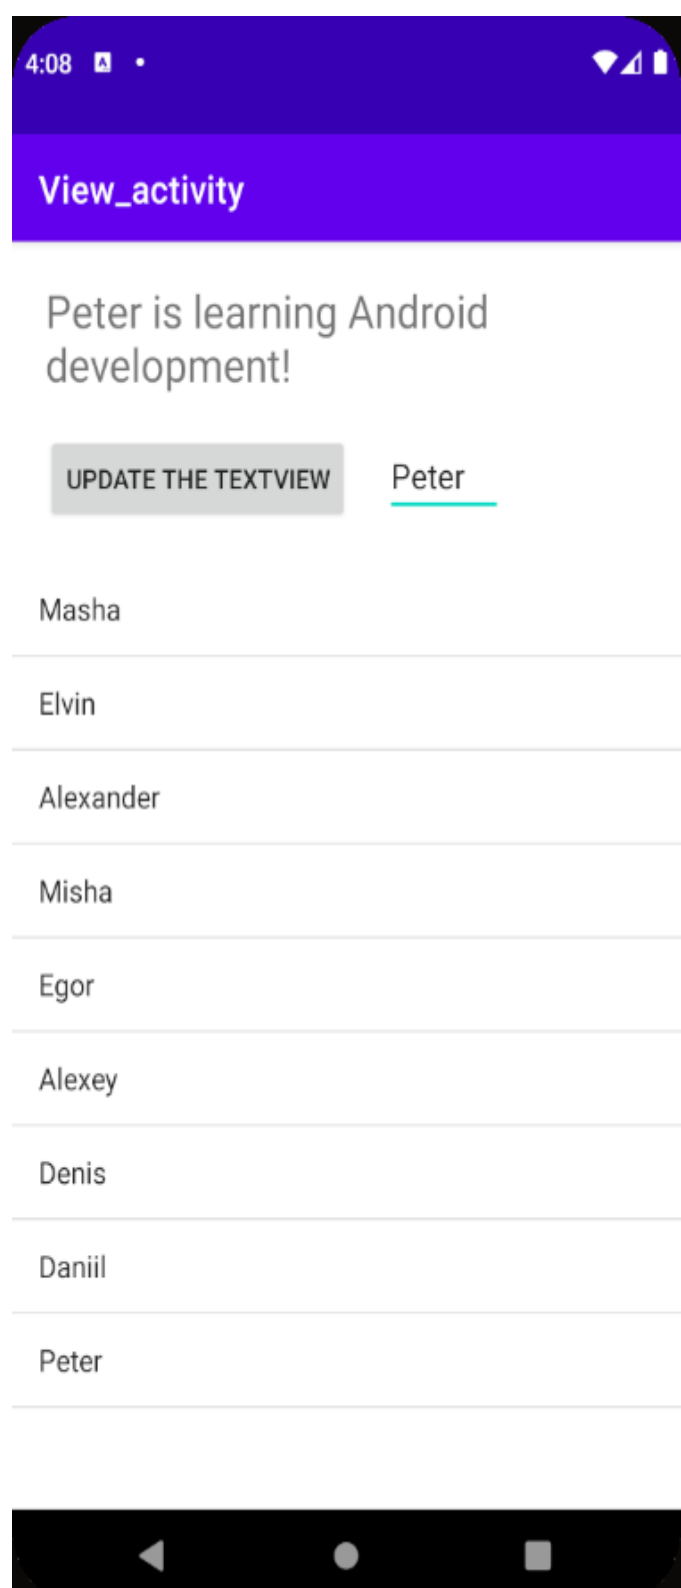 4:08
View_activity
Peter is learning Android
development!
UPDATE THE TEXTVIEW Peter
Masha
Elvin
Alexander
Misha
Egor
Alexey
Denis
Daniil
Peter